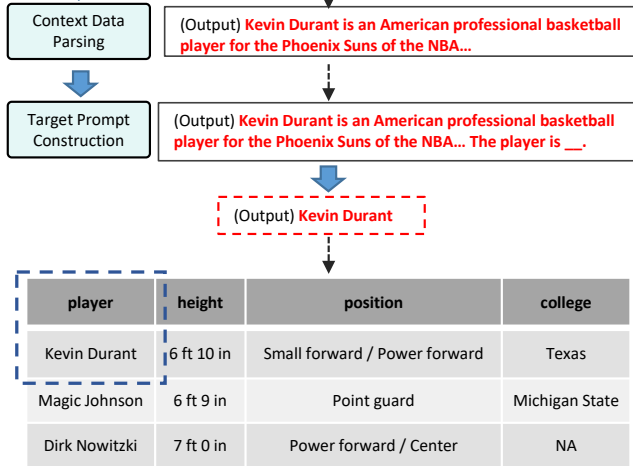 Context Data
Parsing
(Output) Kevin Durant is an American professional basketball
player for the Phoenix Suns of the NBA…
Target Prompt
Construction
(Output) Kevin Durant is an American professional basketball
player for the Phoenix Suns of the NBA… The player is __.
(Output) Kevin Durant
player height position college
Kevin Durant 6 ft 10 in Small forward / Power forward Texas
Magic Johnson 6 ft 9 in Point guard Michigan State
Dirk Nowitzki 7 ft 0 in Power forward / Center NA